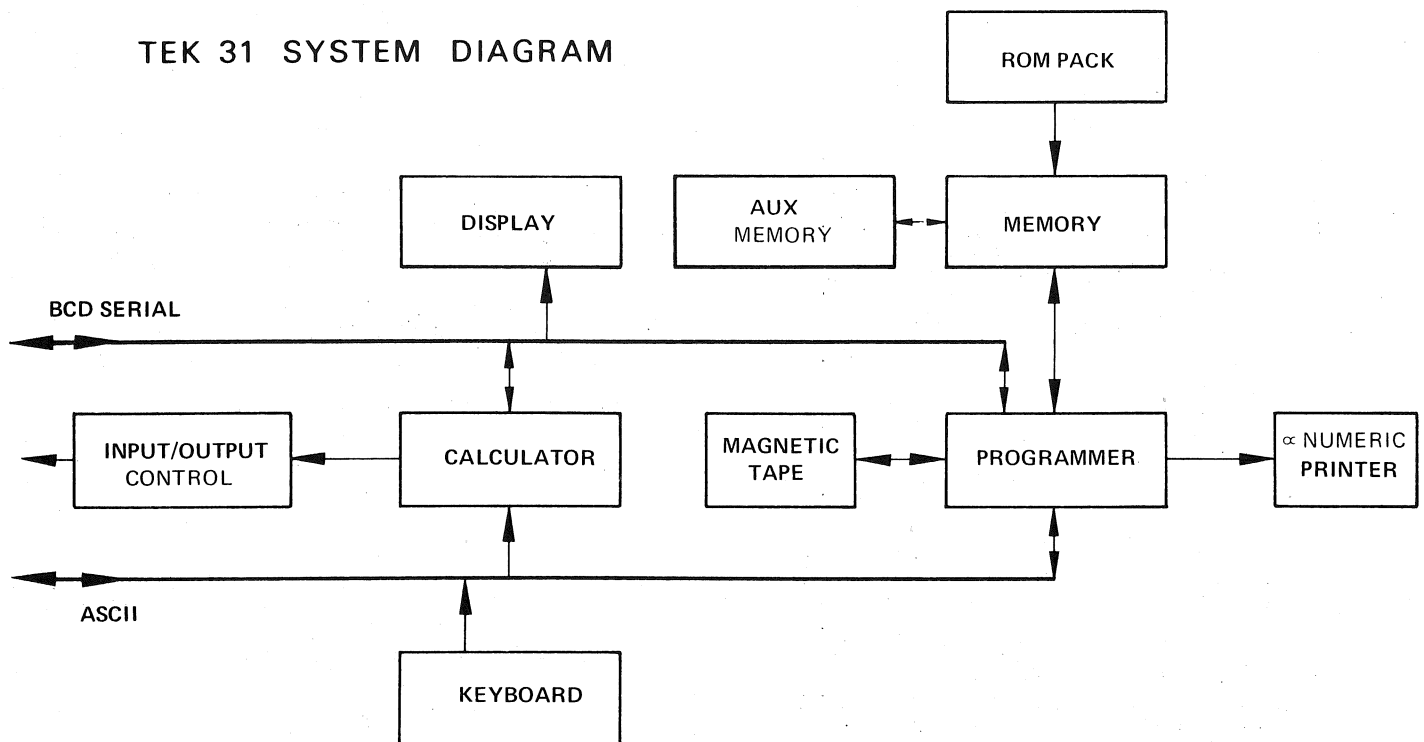 TEK 31 SYSTEM DIAGRAM
ROM PACK
DISPLAY
AUX
MEMORY
MEMORY
BCD SERIAL
INPUT/OUTPUT
CONTROL
CALCULATOR
MAGNETIC
TAPE
PROGRAMMER
∝ NUMERIC
PRINTER
ASCII
KEYBOARD